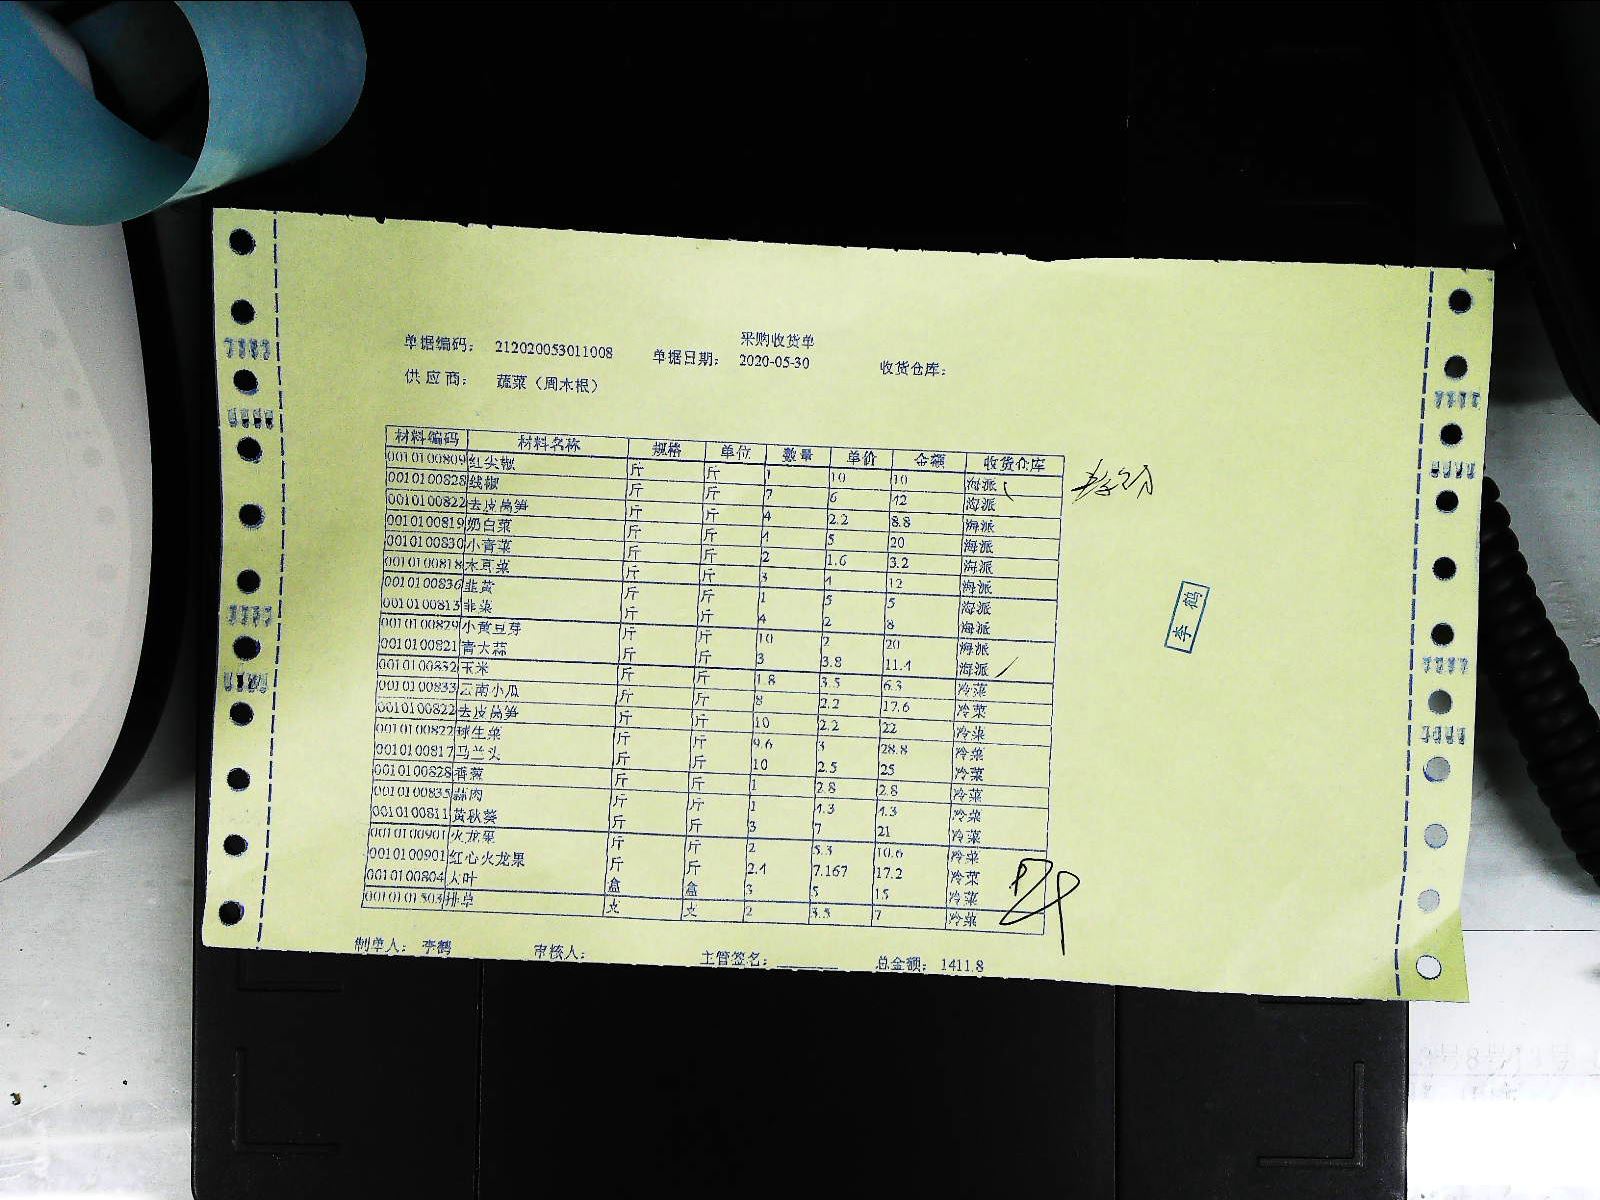 采购收货单
单据编码: 212020053011008 单据日期: 2020-05-30 收货仓库:
供应商: 蔬菜（周木根）
材料编码 材料名称 规格 单位 数量 单价 金额 收货仓库
0010100809 红尖椒 斤 斤 1 10 10 海派
0010100828 线椒 斤 斤 7 6 12 海派
0010100822 去皮莴笋 斤 斤 4 2.2 8.8 海派
0010100819 奶白菜 斤 斤 4 5 20 海派
0010100830 小青菜 斤 斤 2 1.6 3.2 海派
0010100818 木耳菜 斤 斤 3 4 12 海派
0010100836 韭黄 斤 斤 1 5 5 海派
0010100813 韭菜 斤 斤 4 2 8 海派
0010100829 小黄豆芽 斤 斤 10 2 20 海派
0010100821 青大蒜 斤 斤 3 3.8 11.4 海派
0010100832 玉米 斤 斤 1.8 3.5 6.3 冷菜
0010100833 云南小瓜 斤 斤 8 2.2 17.6 冷菜
0010100822 去皮莴笋 斤 斤 10 2.2 22 冷菜
0010100822 球生菜 斤 斤 9.6 3 28.8 冷菜
0010100817 马兰头 斤 斤 10 2.5 25 冷菜
0010100828 香葱 斤 斤 1 2.8 2.8 冷菜
0010100835 蒜肉 斤 斤 1 4.3 4.3 冷菜
0010100811 黄秋葵 斤 斤 3 7 21 冷菜
0010100901 火龙果 斤 斤 2 5.3 10.6 冷菜
0010100901 红心火龙果 斤 斤 2.4 7.167 17.2 冷菜
0010100804 大叶 盒 盒 3 5 15 冷菜
0010101503 排草 支 支 2 3.5 7 冷菜
李鹤
制单人: 李鹤 审核人: 主管签名: 总金额: 1411.8